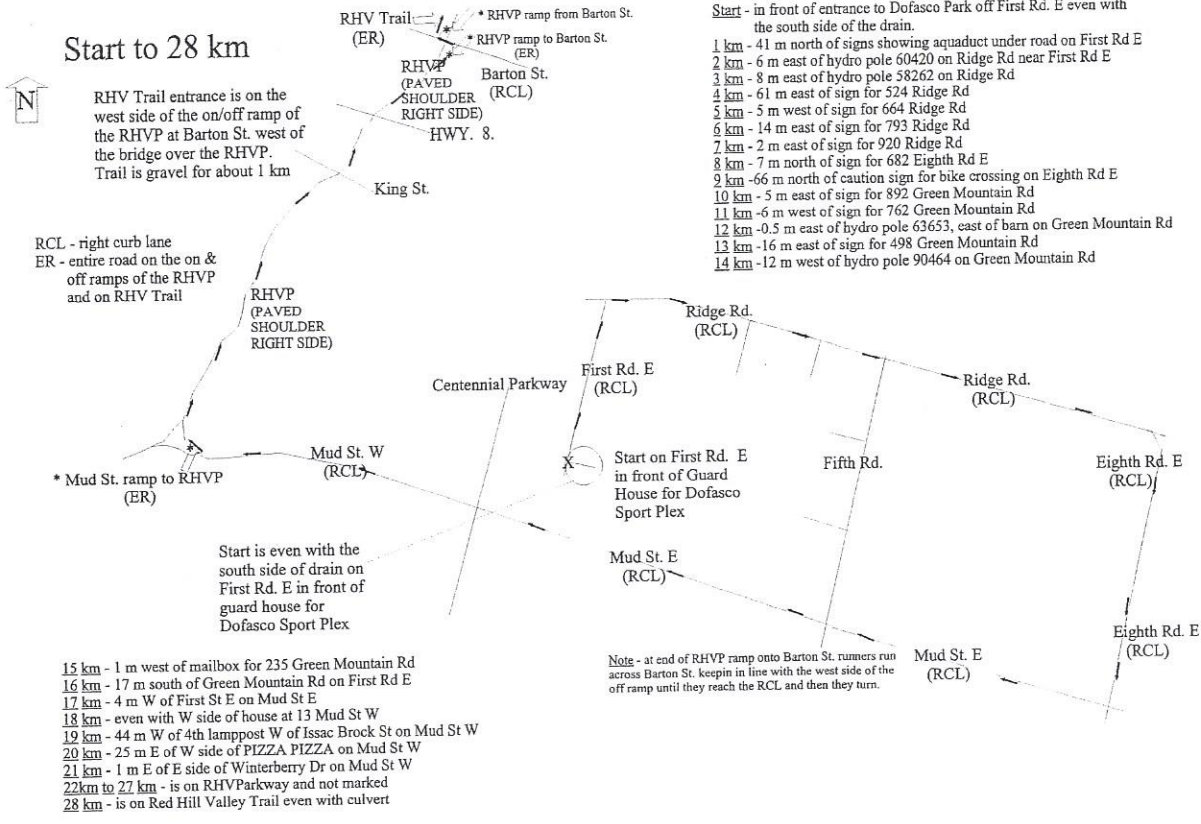 Start to 28 km
N
RHV Trail entrance is on the
west side of the on/off ramp of
the RHVP at Barton St. west of
the bridge over the RHVP.
Trail is gravel for about 1 km
RHV Trail
(ER)
* RHVP ramp from Barton St.
* RHVP ramp to Barton St.
(ER)
Barton St.
(RCL)
RHVP
(PAVED
SHOULDER
RIGHT SIDE)
HWY. 8.
King St.
Start - in front of entrance to Dofasco Park off First Rd. E even with
the south side of the drain.
1 km - 41 m north of signs showing aquaduct under road on First Rd E
2 km - 6 m east of hydro pole 60420 on Ridge Rd near First Rd E
3 km - 8 m east of hydro pole 58262 on Ridge Rd
4 km - 61 m east of sign for 524 Ridge Rd
5 km - 5 m west of sign for 664 Ridge Rd
6 km - 14 m east of sign for 793 Ridge Rd
7 km - 2 m east of sign for 920 Ridge Rd
8 km - 7 m north of sign for 682 Eighth Rd E
9 km -66 m north of caution sign for bike crossing on Eighth Rd E
10 km - 5 m east of sign for 892 Green Mountain Rd
11 km -6 m west of sign for 762 Green Mountain Rd
12 km -0.5 m east of hydro pole 63653, east of barn on Green Mountain Rd
13 km -16 m east of sign for 498 Green Mountain Rd
14 km -12 m west of hydro pole 90464 on Green Mountain Rd
RCL - right curb lane
ER - entire road on the on &
off ramps of the RHVP
and on RHV Trail
RHVP
(PAVED
SHOULDER
RIGHT SIDE)
Ridge Rd.
(RCL)
Centennial Parkway
First Rd. E
(RCL)
Ridge Rd.
(RCL)
* Mud St. ramp to RHVP
(ER)
*
Mud St. W
(RCL)
X
Start on First Rd. E
in front of Guard
House for Dofasco
Sport Plex
Fifth Rd.
Eighth Rd. E
(RCL)
Start is even with the
south side of drain on
First Rd. E in front of
guard house for
Dofasco Sport Plex
Mud St. E
(RCL)
Eighth Rd. E
(RCL)
Note - at end of RHVP ramp onto Barton St. runners run
across Barton St. keepin in line with the west side of the
off ramp until they reach the RCL and then they turn.
Mud St. E
(RCL)
15 km - 1 m west of mailbox for 235 Green Mountain Rd
16 km - 17 m south of Green Mountain Rd on First Rd E
17 km - 4 m W of First St E on Mud St E
18 km - even with W side of house at 13 Mud St W
19 km - 44 m W of 4th lamppost W of Issac Brock St on Mud St W
20 km - 25 m E of W side of PIZZA PIZZA on Mud St W
21 km - 1 m E of E side of Winterberry Dr on Mud St W
22km to 27 km - is on RHVParkway and not marked
28 km - is on Red Hill Valley Trail even with culvert